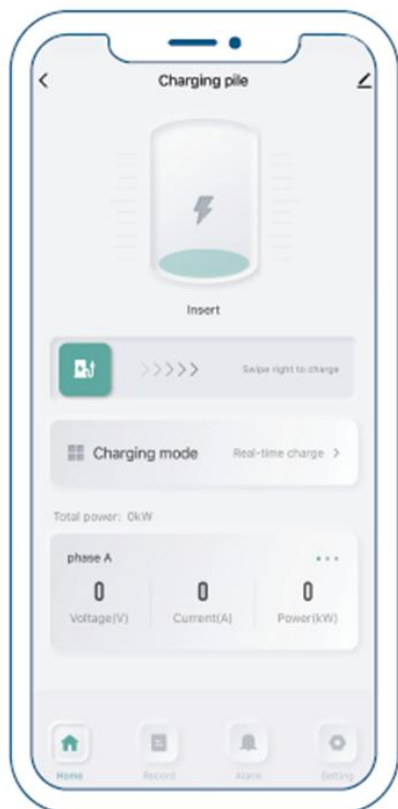 Charging pile
Insert
Swipe right to charge
Charging mode Real-time charge
Total power: 0kW
phase A
0 0 0
Voltage(V) Current(A) Power(kW)
Home Record Alarm Setting